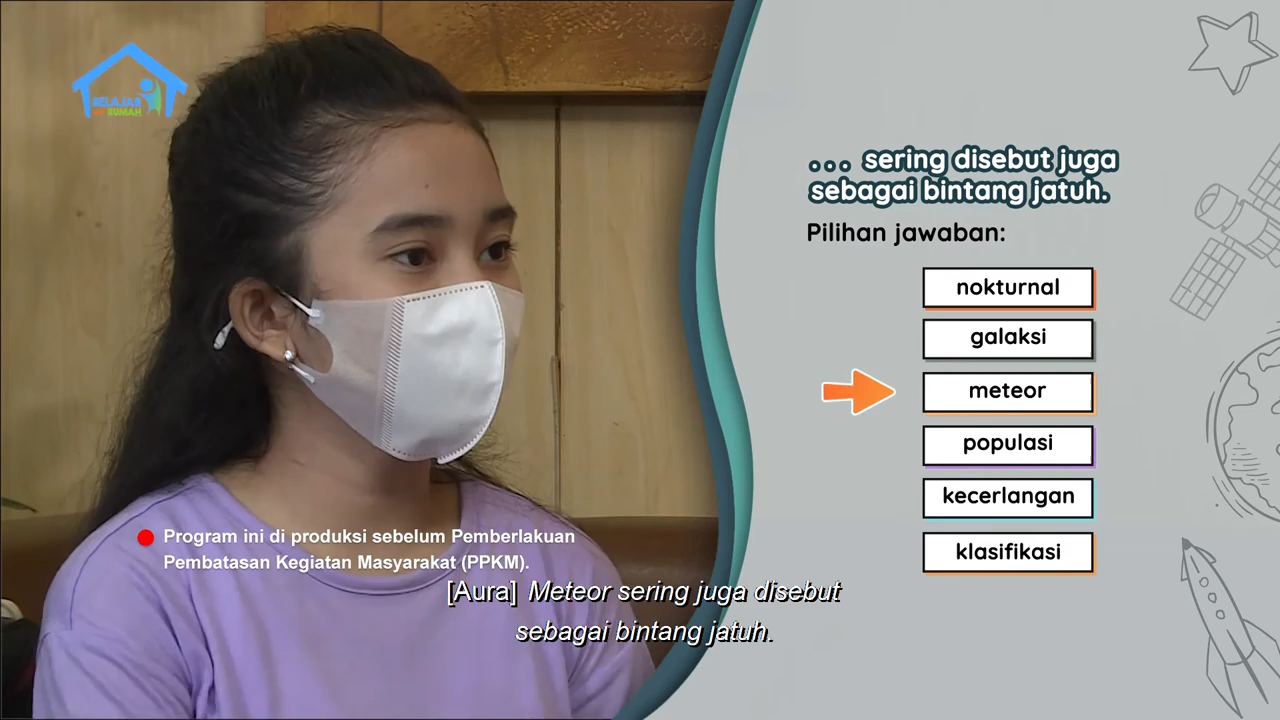 BELAJAR
RUMAH
. . . sering disebut juga
sebagai bintang jatuh.
Pilihan jawaban:
nokturnal
galaksi
meteor
populasi
kecerlangan
klasifikasi
Program ini di produksi sebelum Pemberlakuan
Pembatasan Kegiatan Masyarakat (PPKM).
[Aura] Meteor sering juga disebut
sebagai bintang jatuh.